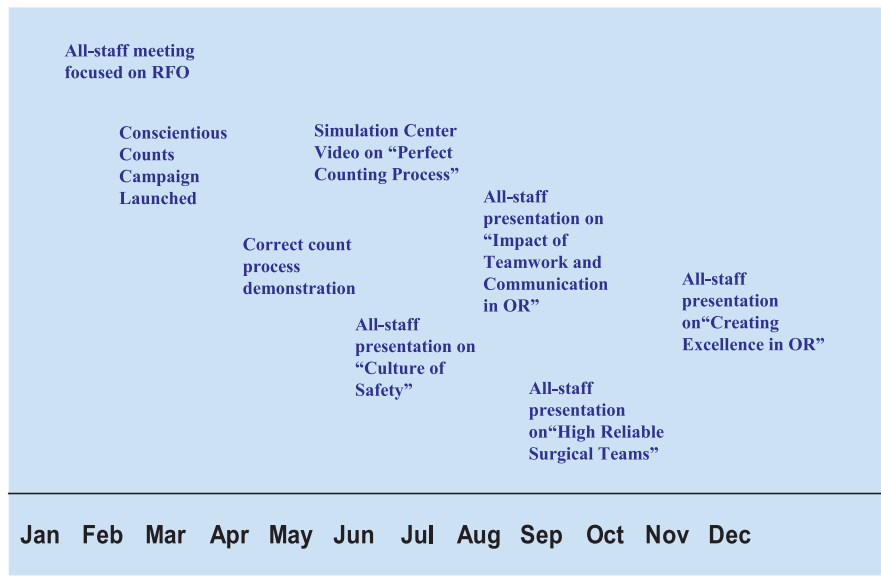 All-staff meeting
focused on RFO
Conscientious
Counts
Campaign
Launched
Simulation Center
Video on “Perfect
Counting Process”
All-staff
presentation on
“Impact of
Teamwork and
Communication
in OR”
Correct count
process
demonstration
All-staff
presentation
on“Creating
Excellence in OR”
All-staff
presentation on
“Culture of
Safety”
All-staff
presentation
on“High Reliable
Surgical Teams”
Jan Feb Mar Apr May Jun Jul Aug Sep Oct Nov Dec